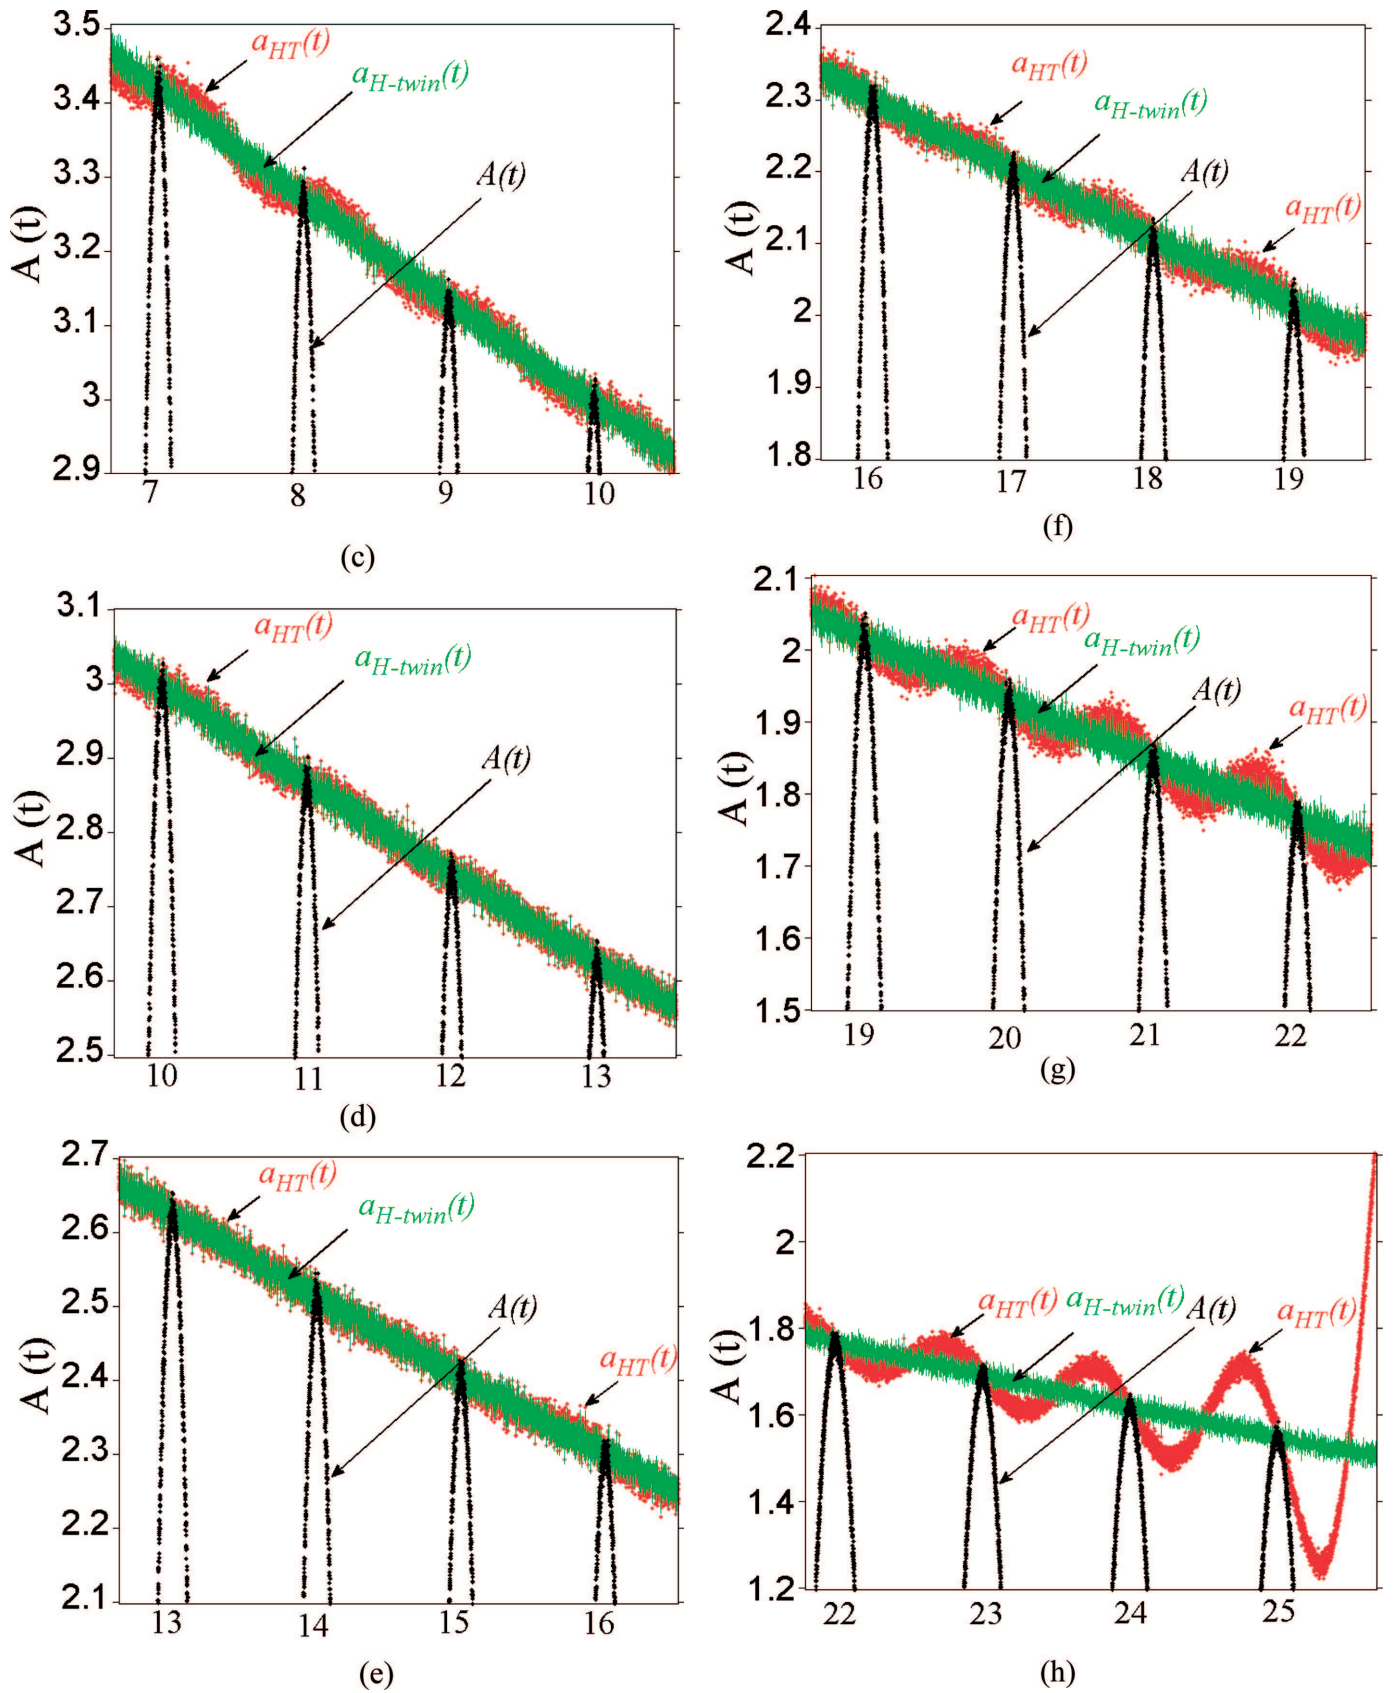 3.5
3.4
3.3
3.2
3.1
3
2.9
A (t)
a_HT(t)
a_H-twin(t)
A(t)
7 8 9 10
(c)
2.4
2.3
2.2
2.1
2
1.9
1.8
A (t)
a_HT(t)
a_H-twin(t)
A(t)
a_HT(t)
16 17 18 19
(f)
3.1
3
2.9
2.8
2.7
2.6
2.5
A (t)
a_HT(t)
a_H-twin(t)
A(t)
10 11 12 13
(d)
2.1
2
1.9
1.8
1.7
1.6
1.5
A (t)
a_HT(t)
a_H-twin(t)
A(t)
a_HT(t)
19 20 21 22
(g)
2.7
2.6
2.5
2.4
2.3
2.2
2.1
A (t)
a_HT(t)
a_H-twin(t)
A(t)
a_HT(t)
13 14 15 16
(e)
2.2
2
1.8
1.6
1.4
1.2
A (t)
a_HT(t) a_H-twin(t) A(t)
a_HT(t)
22 23 24 25
(h)